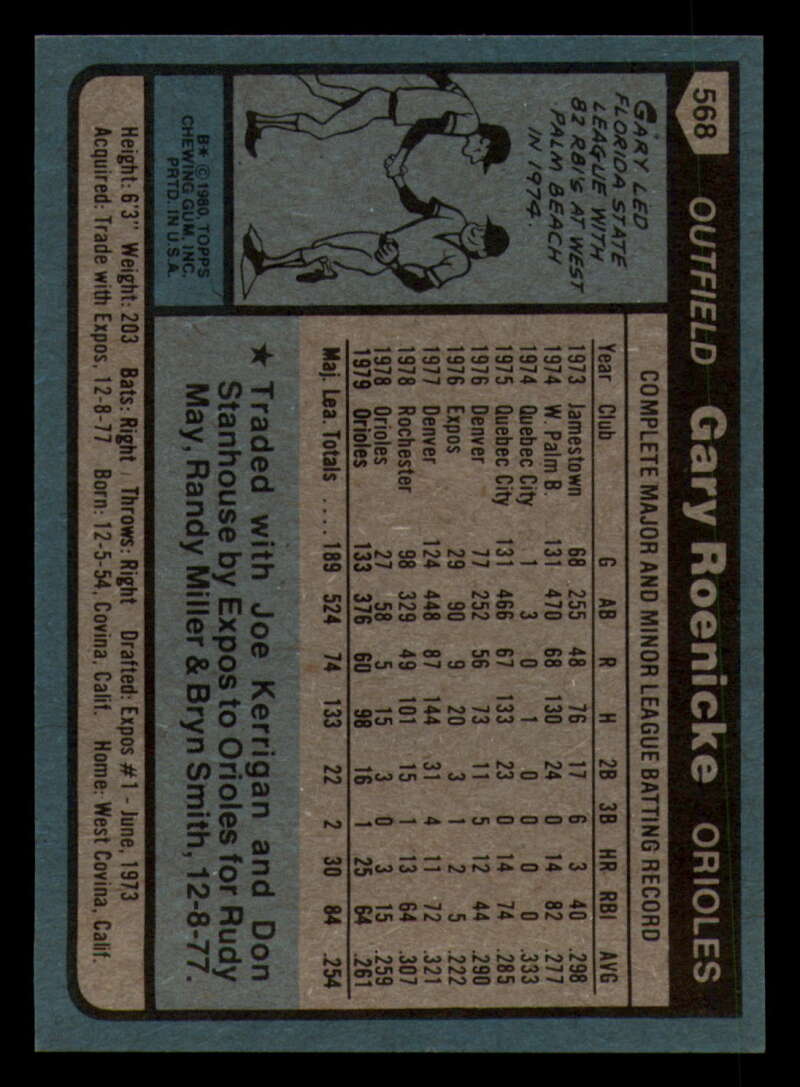 568 OUTFIELD Gary Roenicke ORIOLES
GARY LED
FLORIDA STATE
LEAGUE WITH
82 RBI'S AT WEST
PALM BEACH
IN 1974.
B* © 1980, TOPPS
CHEWING GUM, INC.
PRTD. IN U.S.A.
COMPLETE MAJOR AND MINOR LEAGUE BATTING RECORD
Year Club G AB R H 2B 3B HR RBI AVG
1973 Jamestown 68 255 48 76 17 6 3 40 .298
1974 W. Palm B. 131 470 68 130 24 0 14 82 .277
1974 Quebec City 1 3 0 1 0 0 0 0 .333
1975 Quebec City 131 466 67 133 23 0 14 74 .285
1976 Denver 77 252 56 73 11 5 12 44 .290
1976 Expos 29 90 9 20 3 1 2 5 .222
1977 Denver 124 448 87 144 31 4 11 72 .321
1978 Rochester 98 329 49 101 15 1 13 64 .307
1978 Orioles 27 58 5 15 3 0 3 15 .259
1979 Orioles 133 376 60 98 16 1 25 64 .261
Maj. Lea. Totals .... 189 524 74 133 22 2 30 84 .254
★ Traded with Joe Kerrigan and Don
Stanhouse by Expos to Orioles for Rudy
May, Randy Miller & Bryn Smith, 12-8-77.
Height: 6'3" Weight: 203 Bats: Right Throws: Right Drafted: Expos #1 - June, 1973
Acquired: Trade with Expos, 12-8-77 Born: 12-5-54, Covina, Calif. Home: West Covina, Calif.